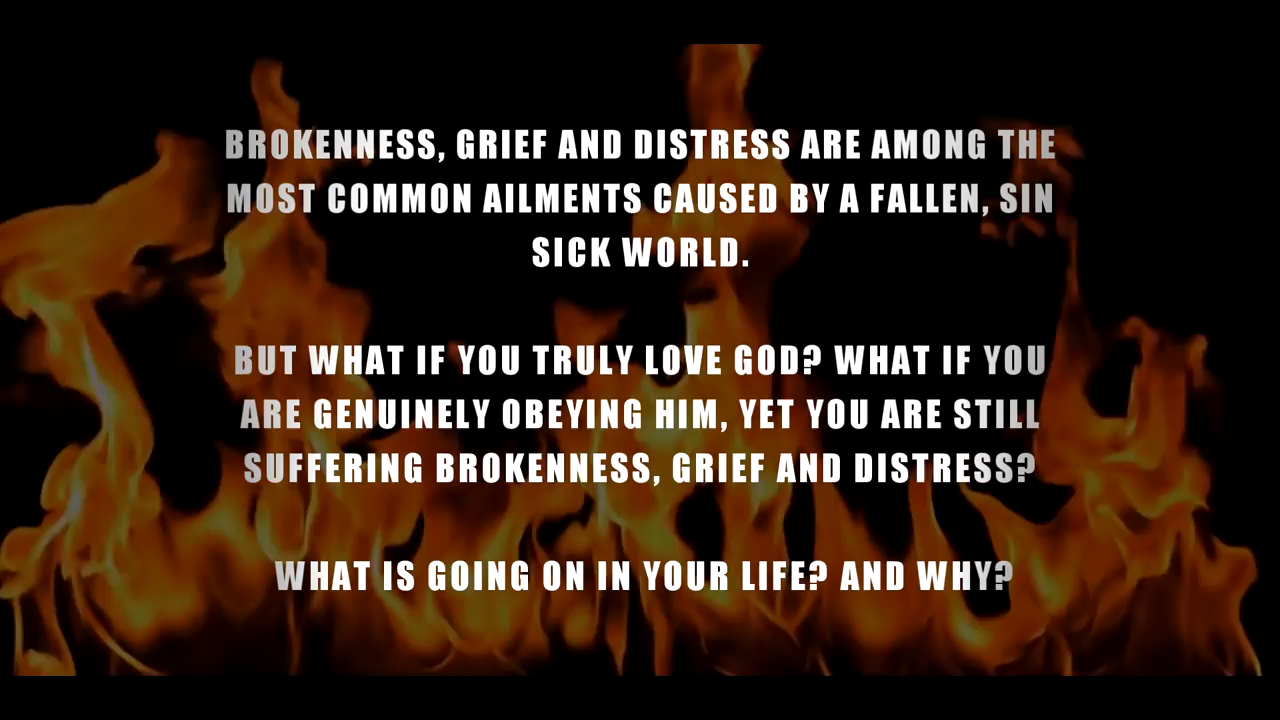 BROKENNESS, GRIEF AND DISTRESS ARE AMONG THE
MOST COMMON AILMENTS CAUSED BY A FALLEN, SIN
SICK WORLD.
BUT WHAT IF YOU TRULY LOVE GOD? WHAT IF YOU
ARE GENUINELY OBEYING HIM, YET YOU ARE STILL
SUFFERING BROKENNESS, GRIEF AND DISTRESS?
WHAT IS GOING ON IN YOUR LIFE? AND WHY?